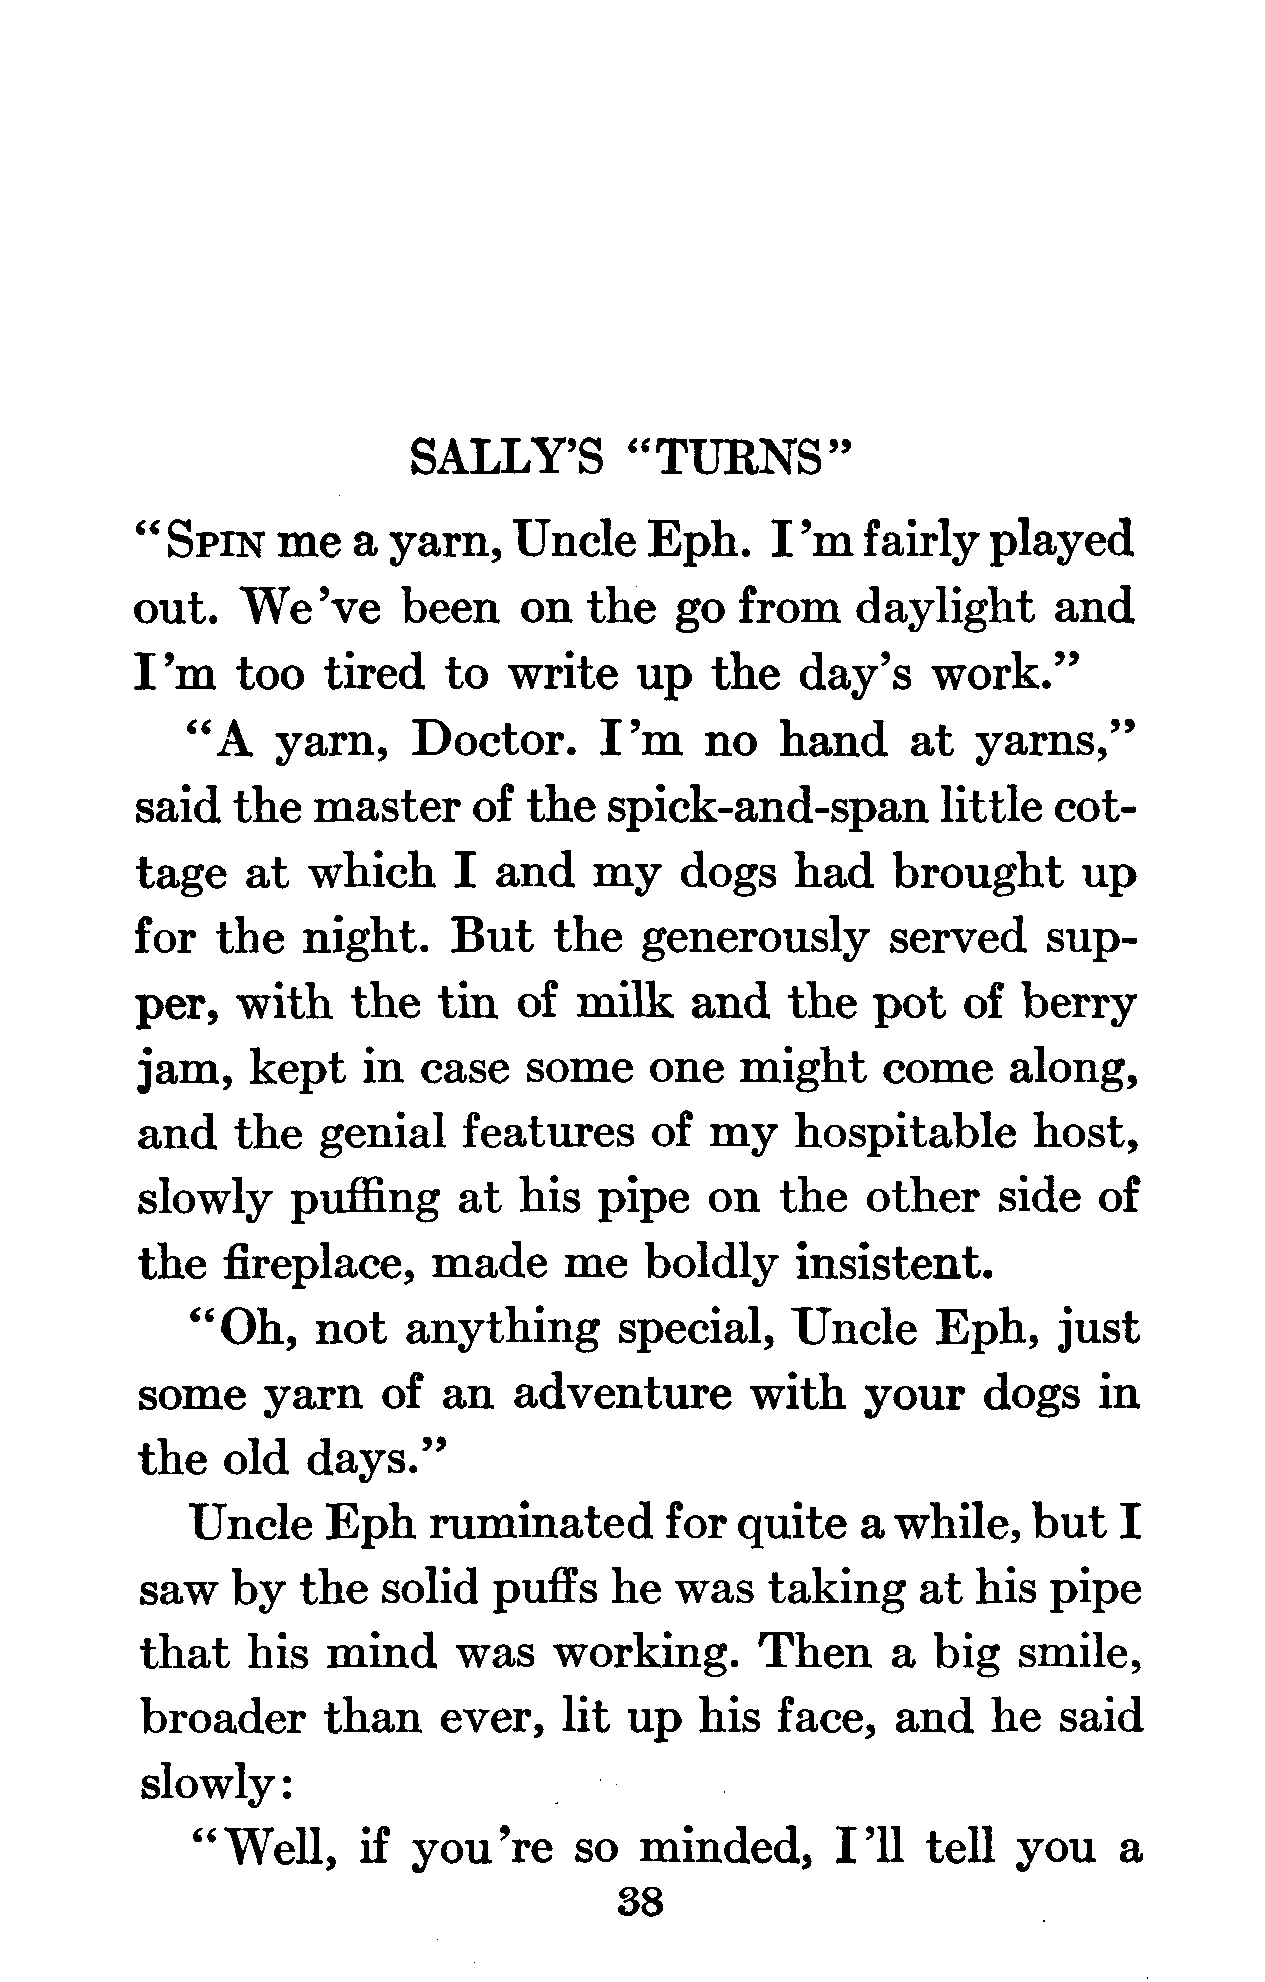 SALLY'S "TURNS"
"SPIN me a yarn, Uncle Eph. I'm fairly played
out. We've been on the go from daylight and
I'm too tired to write up the day's work."
"A yarn, Doctor. I'm no hand at yarns,"
said the master of the spick-and-span little cot-
tage at which I and my dogs had brought up
for the night. But the generously served sup-
per, with the tin of milk and the pot of berry
jam, kept in case some one might come along,
and the genial features of my hospitable host,
slowly puffing at his pipe on the other side of
the fireplace, made me boldly insistent.
"Oh, not anything special, Uncle Eph, just
some yarn of an adventure with your dogs in
the old days."
Uncle Eph ruminated for quite a while, but I
saw by the solid puffs he was taking at his pipe
that his mind was working. Then a big smile,
broader than ever, lit up his face, and he said
slowly:
"Well, if you're so minded, I'll tell you a
38